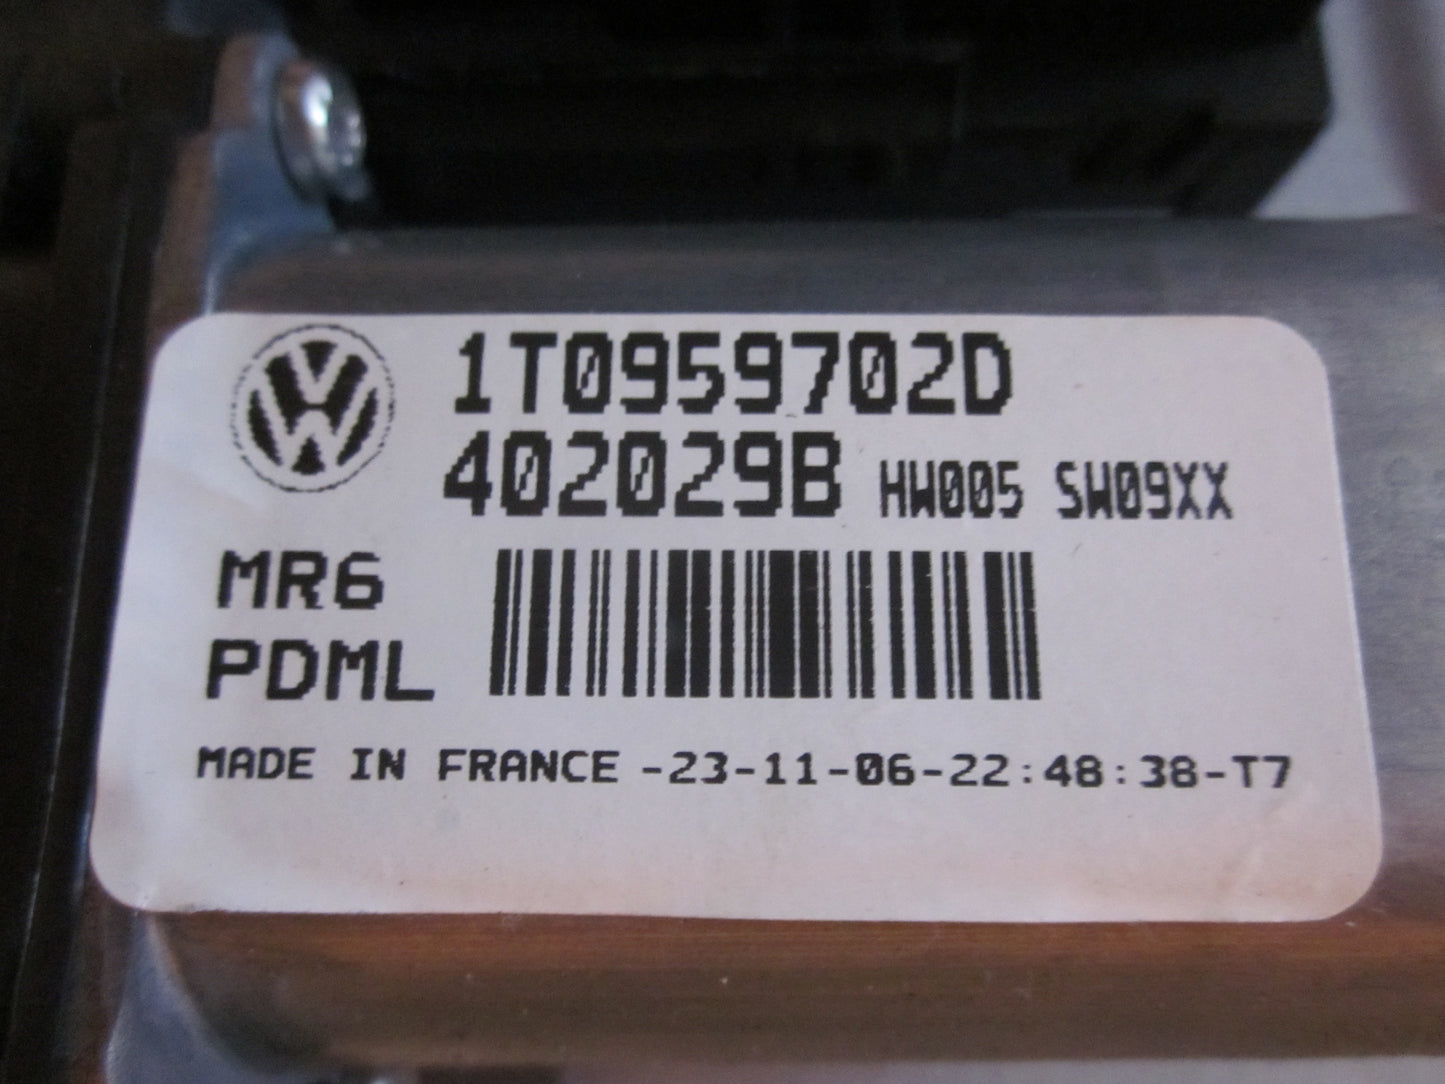 1T0959702D
402029B HW005 SW09XX
MR6
PDML
MADE IN FRANCE -23-11-06-22:48:38-T7